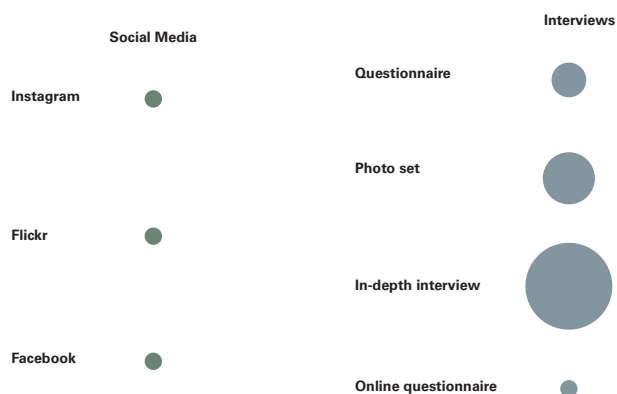 Social Media
Instagram
Flickr
Facebook
Interviews
Questionnaire
Photo set
In-depth interview
Online questionnaire